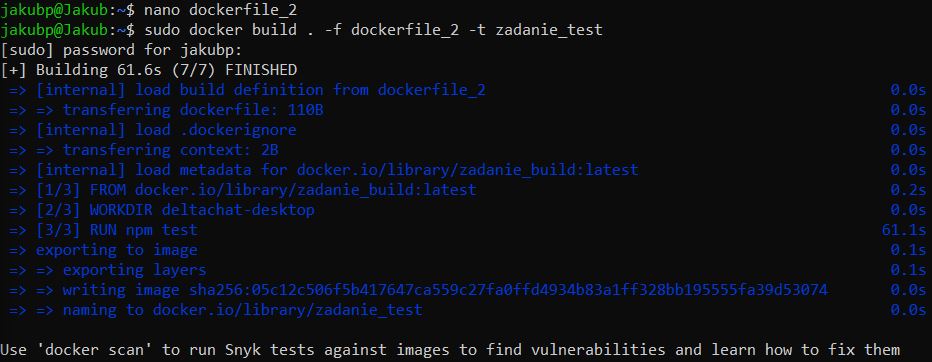 jakubp@Jakub:~$ nano dockerfile_2
jakubp@Jakub:~$ sudo docker build . -f dockerfile_2 -t zadanie_test
[sudo] password for jakubp:
[+] Building 61.6s (7/7) FINISHED
=> [internal] load build definition from dockerfile_2 0.0s
=> => transferring dockerfile: 110B 0.0s
=> [internal] load .dockerignore 0.0s
=> => transferring context: 2B 0.0s
=> [internal] load metadata for docker.io/library/zadanie_build:latest 0.0s
=> [1/3] FROM docker.io/library/zadanie_build:latest 0.2s
=> [2/3] WORKDIR deltachat-desktop 0.0s
=> [3/3] RUN npm test 61.1s
=> exporting to image 0.1s
=> => exporting layers 0.1s
=> => writing image sha256:05c12c506f5b417647ca559c27fa0ffd4934b83a1ff328bb195555fa39d53074 0.0s
=> => naming to docker.io/library/zadanie_test 0.0s
Use 'docker scan' to run Snyk tests against images to find vulnerabilities and learn how to fix them